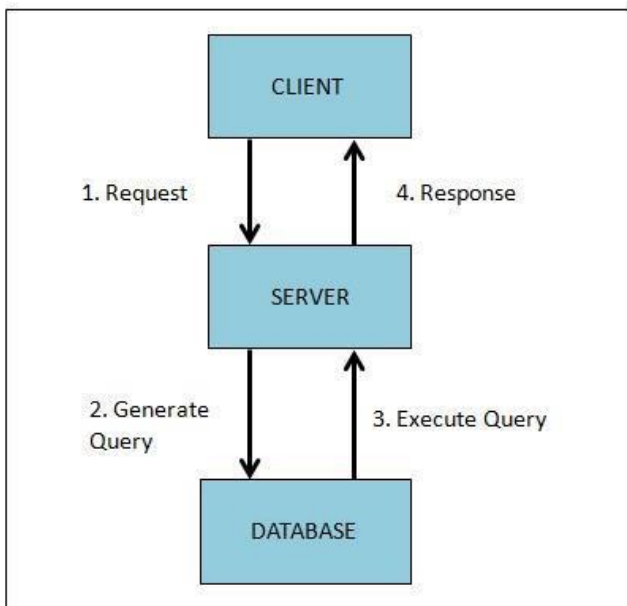 CLIENT
1. Request
4. Response
SERVER
2. Generate
Query
3. Execute Query
DATABASE